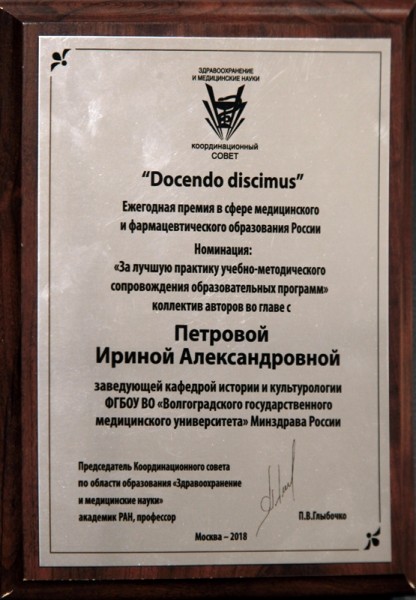 ЗДРАВООХРАНЕНИЕ
И МЕДИЦИНСКИЕ НАУКИ
КООРДИНАЦИОННЫЙ
СОВЕТ
“Docendo discimus”
Ежегодная премия в сфере медицинского
и фармацевтического образования России
Номинация:
«За лучшую практику учебно-методического
сопровождения образовательных программ»
коллектив авторов во главе с
Петровой
Ириной Александровной
заведующей кафедрой истории и культурологии
ФГБОУ ВО «Волгоградского государственного
медицинского университета» Минздрава России
Председатель Координационного совета
по области образования «Здравоохранение
и медицинские науки»
академик РАН, профессор
П.В.Глыбочко
Москва – 2018